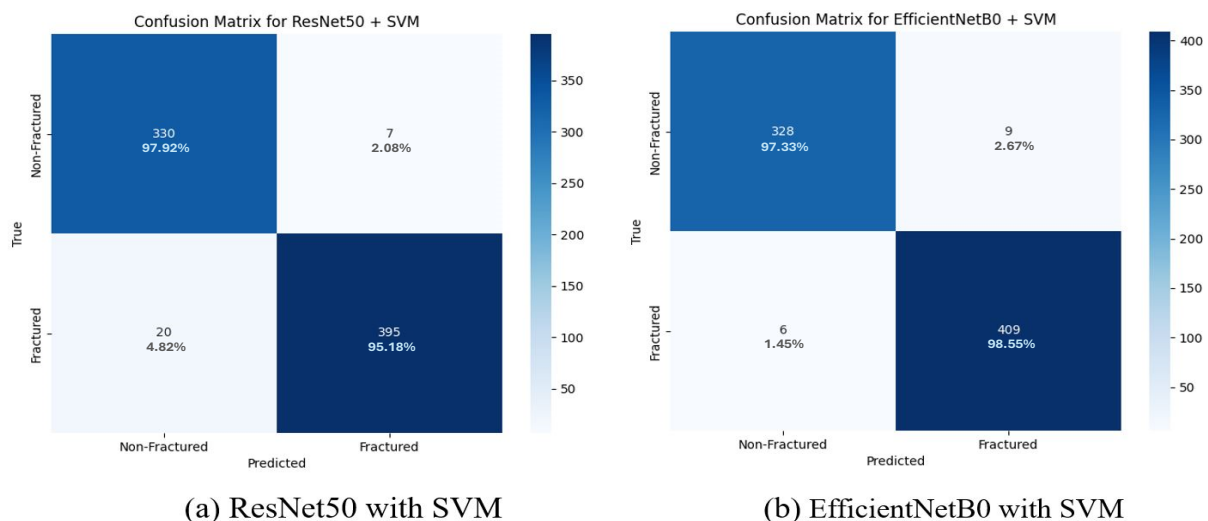 Confusion Matrix for ResNet50 + SVM
True
Non-Fractured
Fractured
330
97.92%
7
2.08%
20
4.82%
395
95.18%
Non-Fractured
Fractured
Predicted
350
300
250
200
150
100
50
(a) ResNet50 with SVM
Confusion Matrix for EfficientNetB0 + SVM
True
Non-Fractured
Fractured
328
97.33%
9
2.67%
6
1.45%
409
98.55%
Non-Fractured
Fractured
Predicted
400
350
300
250
200
150
100
50
(b) EfficientNetB0 with SVM